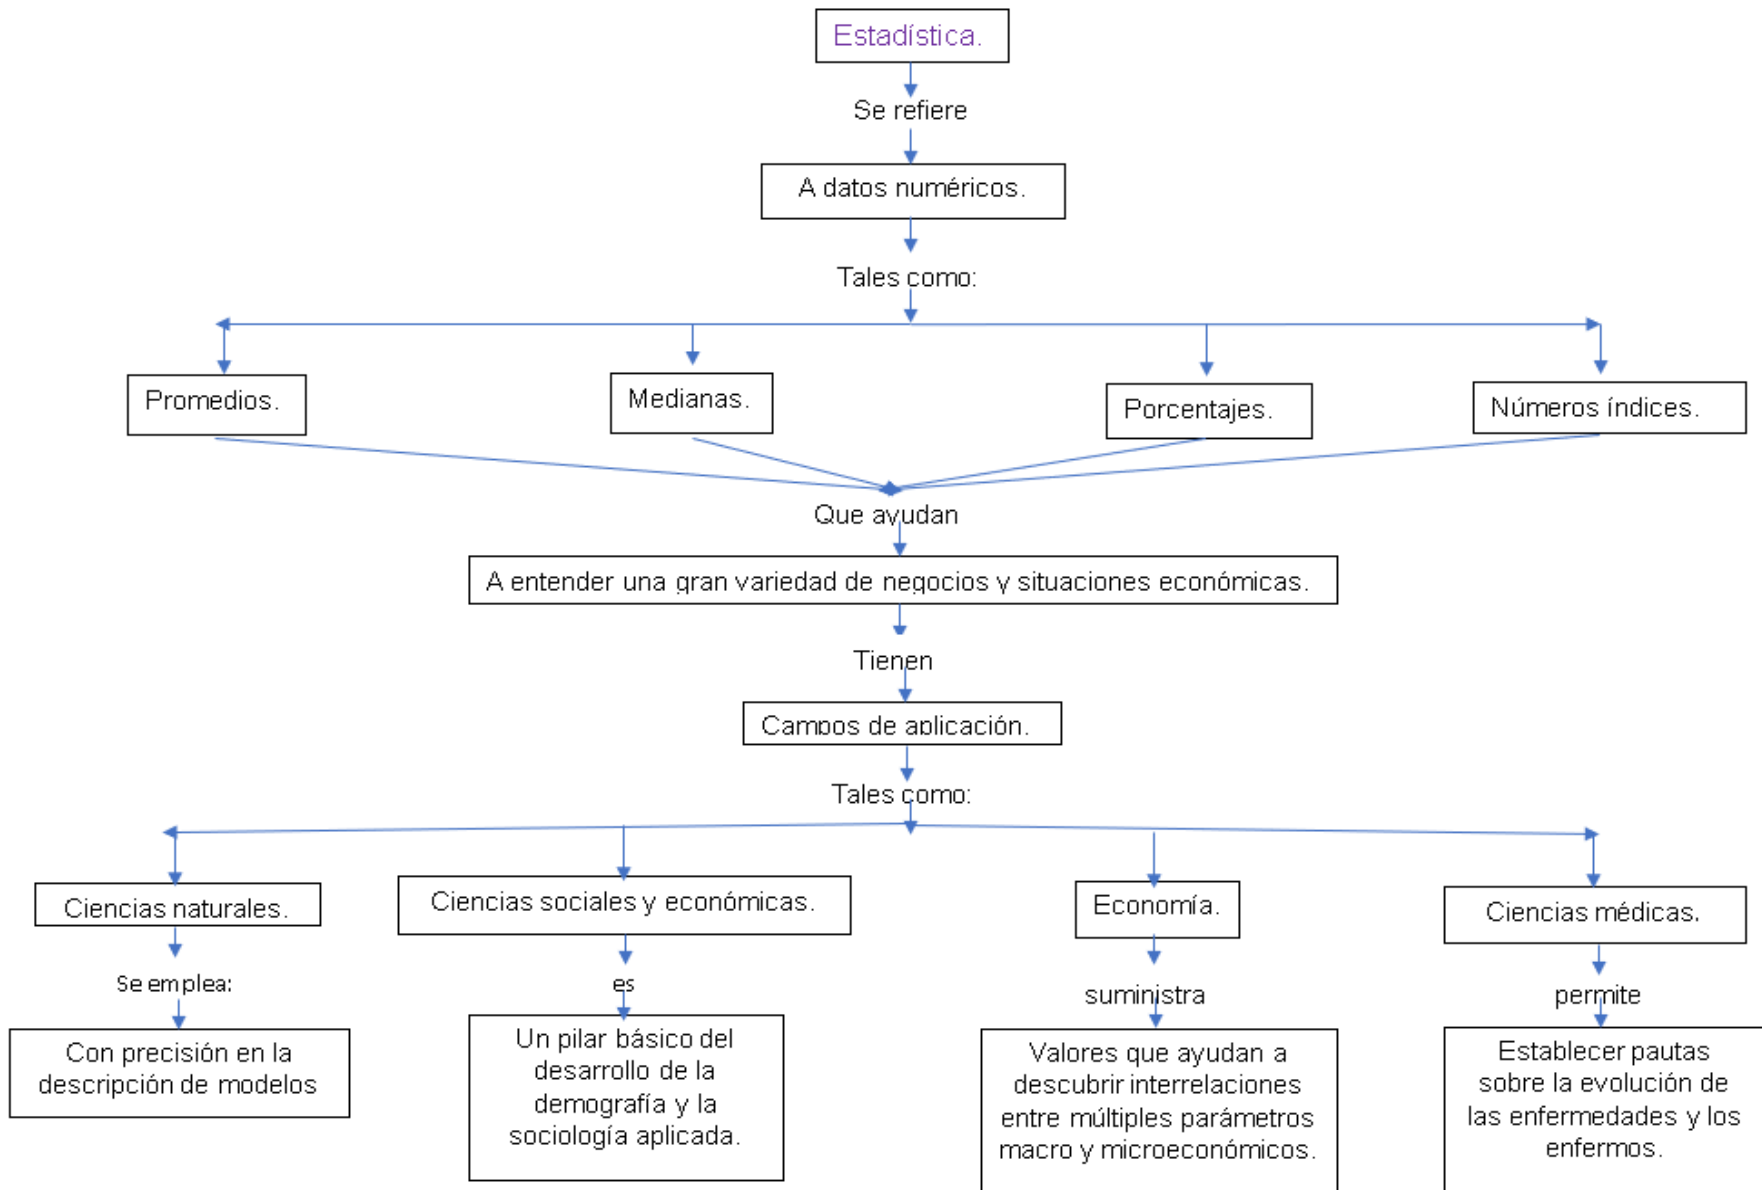 Estadística.
Se refiere
A datos numéricos.
Tales como:
Promedios.
Medianas.
Porcentajes.
Números índices.
Que ayudan
A entender una gran variedad de negocios y situaciones económicas.
Tienen
Campos de aplicación.
Tales como:
Ciencias naturales.
Ciencias sociales y económicas.
Economía.
Ciencias médicas.
Se emplea:
es
suministra
permite
Con precisión en la
descripción de modelos
Un pilar básico del
desarrollo de la
demografía y la
sociología aplicada.
Valores que ayudan a
descubrir interrelaciones
entre múltiples parámetros
macro y microeconómicos.
Establecer pautas
sobre la evolución de
las enfermedades y los
enfermos.